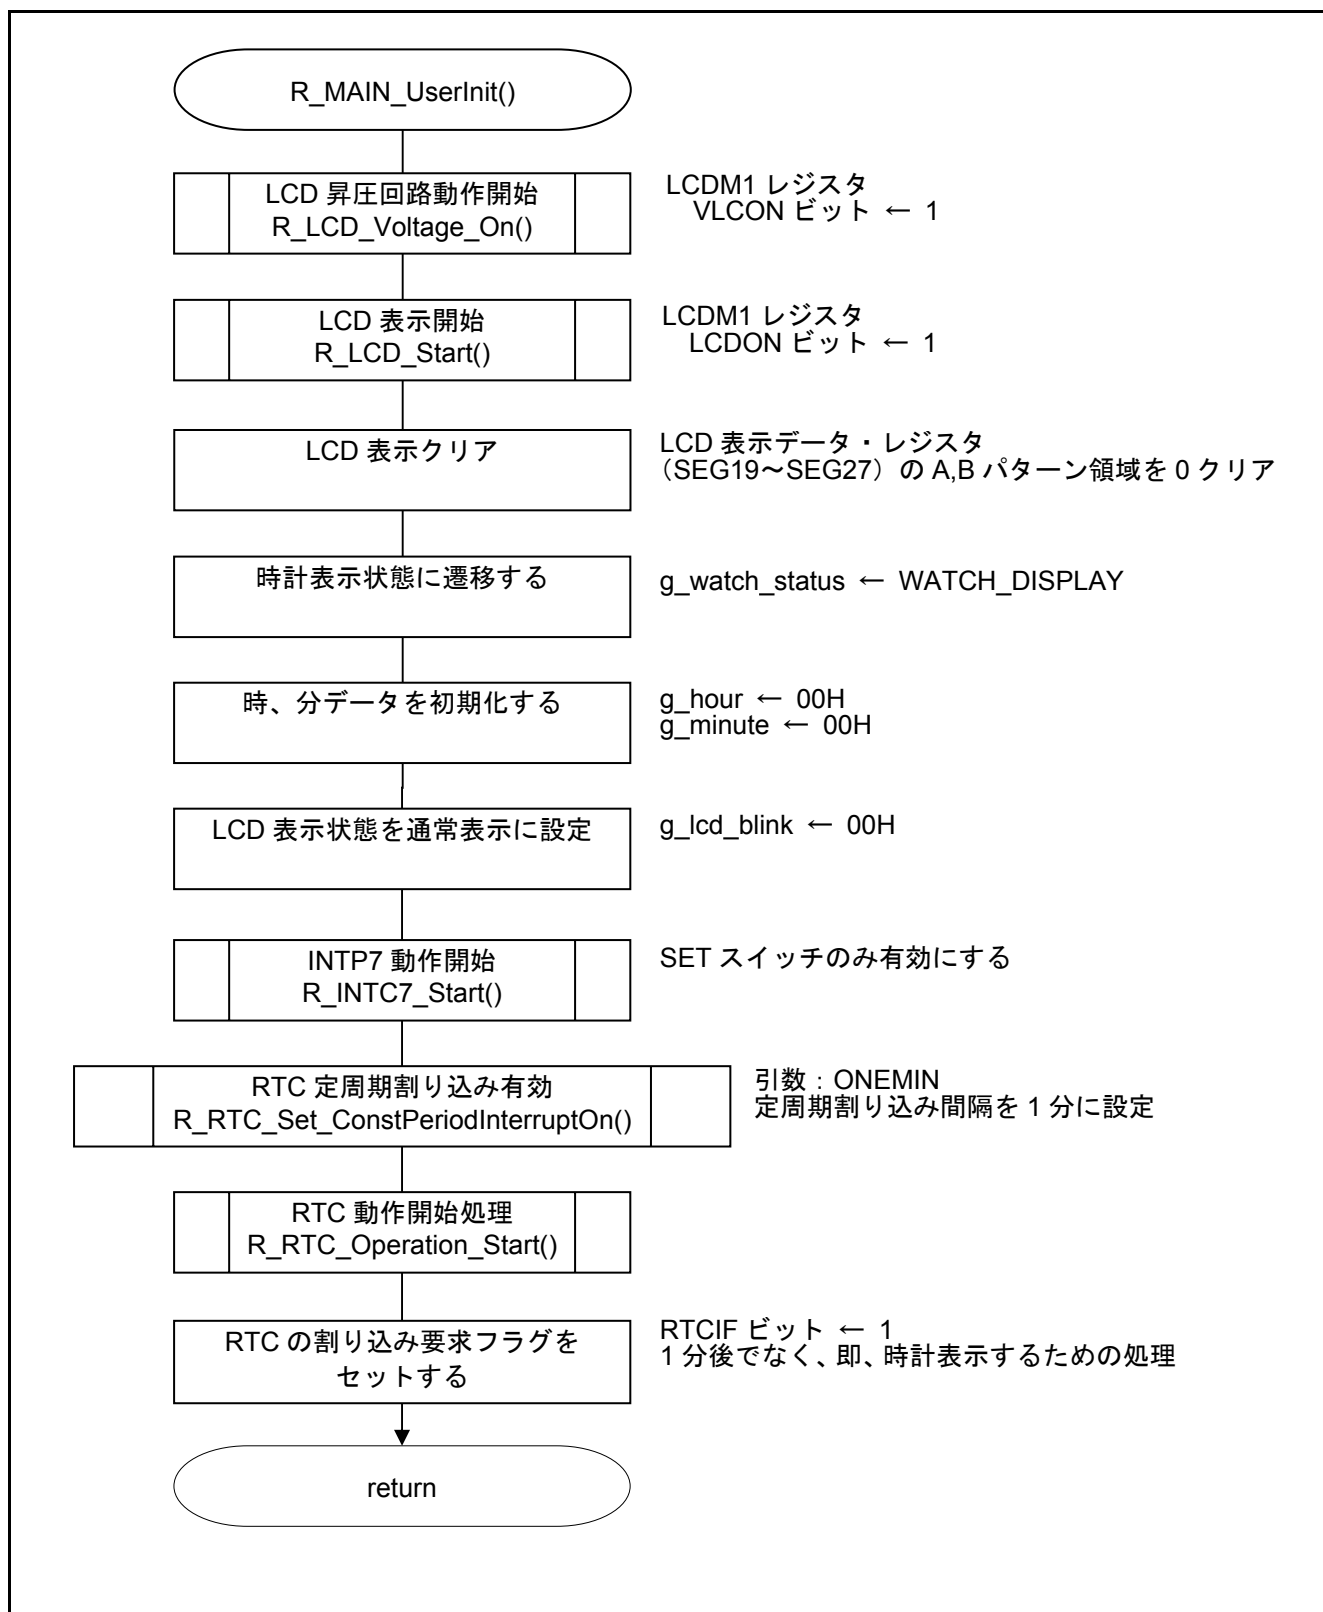 R_MAIN_UserInit()
LCD 昇圧回路動作開始
R_LCD_Voltage_On()
LCDM1 レジスタ
VLCON ビット ← 1
LCD 表示開始
R_LCD_Start()
LCDM1 レジスタ
LCDON ビット ← 1
LCD 表示クリア
LCD 表示データ・レジスタ
（SEG19～SEG27）の A,B パターン領域を 0 クリア
時計表示状態に遷移する
g_watch_status ← WATCH_DISPLAY
時、分データを初期化する
g_hour ← 00H
g_minute ← 00H
LCD 表示状態を通常表示に設定
g_lcd_blink ← 00H
INTP7 動作開始
R_INTC7_Start()
SET スイッチのみ有効にする
RTC 定周期割り込み有効
R_RTC_Set_ConstPeriodInterruptOn()
引数：ONEMIN
定周期割り込み間隔を 1 分に設定
RTC 動作開始処理
R_RTC_Operation_Start()
RTC の割り込み要求フラグを
セットする
RTCIF ビット ← 1
1 分後でなく、即、時計表示するための処理
return